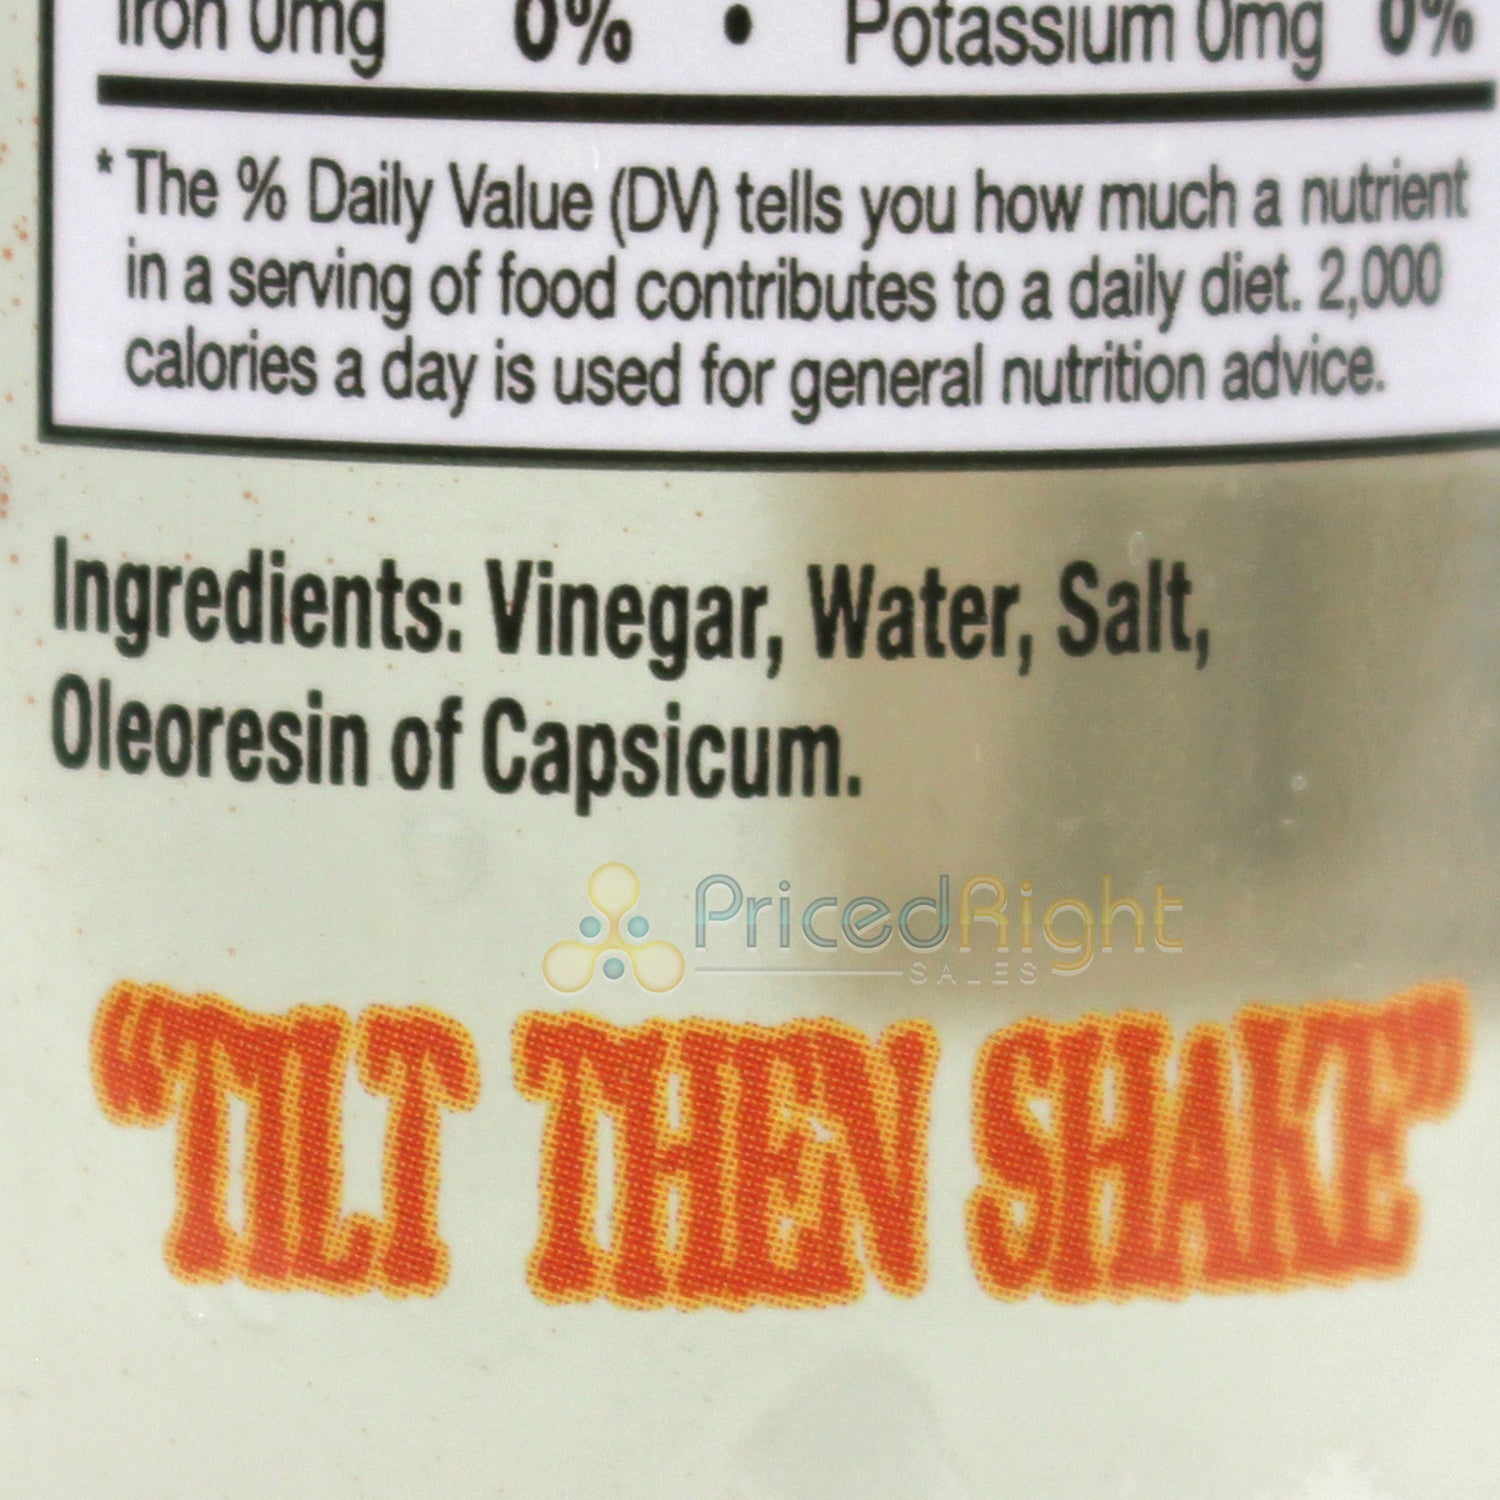 Iron 0mg 0% • Potassium 0mg 0%
* The % Daily Value (DV) tells you how much a nutrient
in a serving of food contributes to a daily diet. 2,000
calories a day is used for general nutrition advice.
Ingredients: Vinegar, Water, Salt,
Oleoresin of Capsicum.
PricedRight
SALES
"TILT THEN SHAKE"